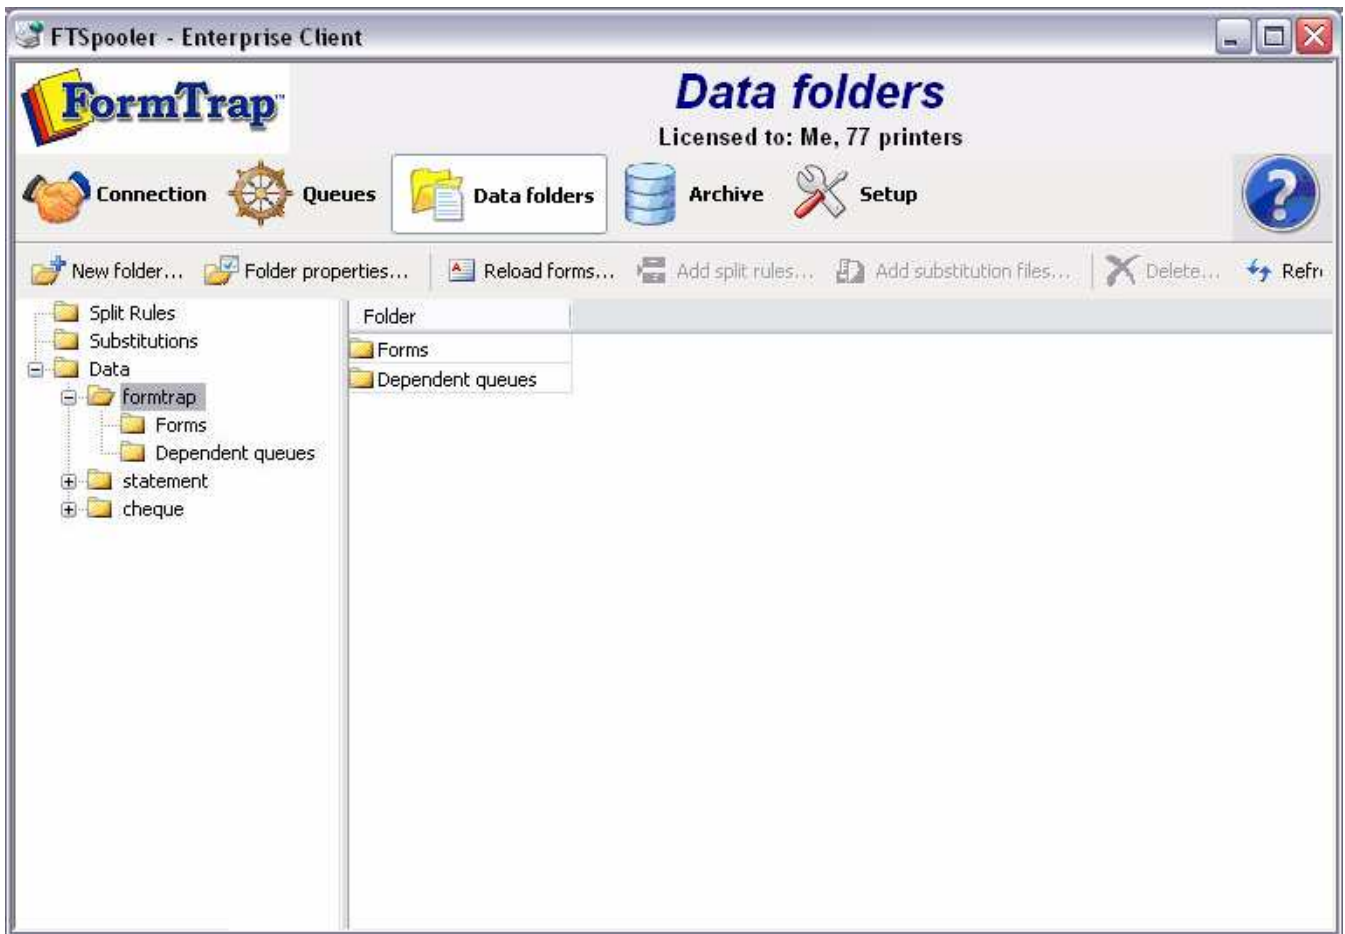 FTSpooler - Enterprise Client
FormTrap™
Data folders
Licensed to: Me, 77 printers
Connection Queues Data folders Archive Setup ?
New folder... Folder properties... Reload forms... Add split rules... Add substitution files... Delete... Refr
Split Rules
Substitutions
Data
formtrap
Forms
Dependent queues
statement
cheque
Folder
Forms
Dependent queues